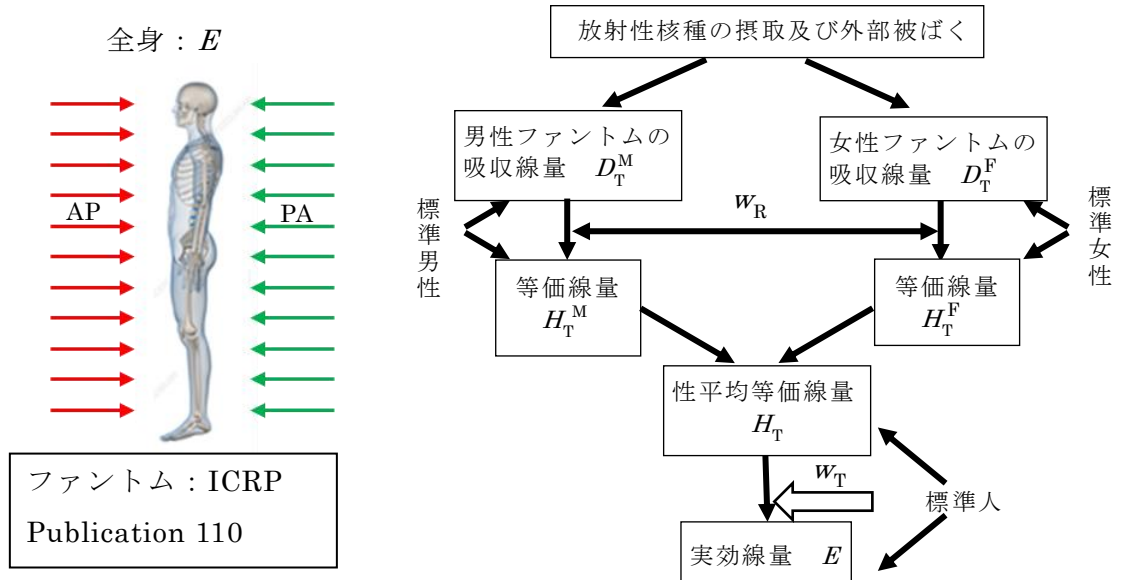 全身：E
AP
PA
ファントム：ICRP
Publication 110
放射性核種の摂取及び外部被ばく
男性ファントムの
吸収線量 D_T^M
女性ファントムの
吸収線量 D_T^F
標準男性
w_R
標準女性
等価線量
H_T^M
等価線量
H_T^F
性平均等価線量
H_T
w_T
標準人
実効線量 E